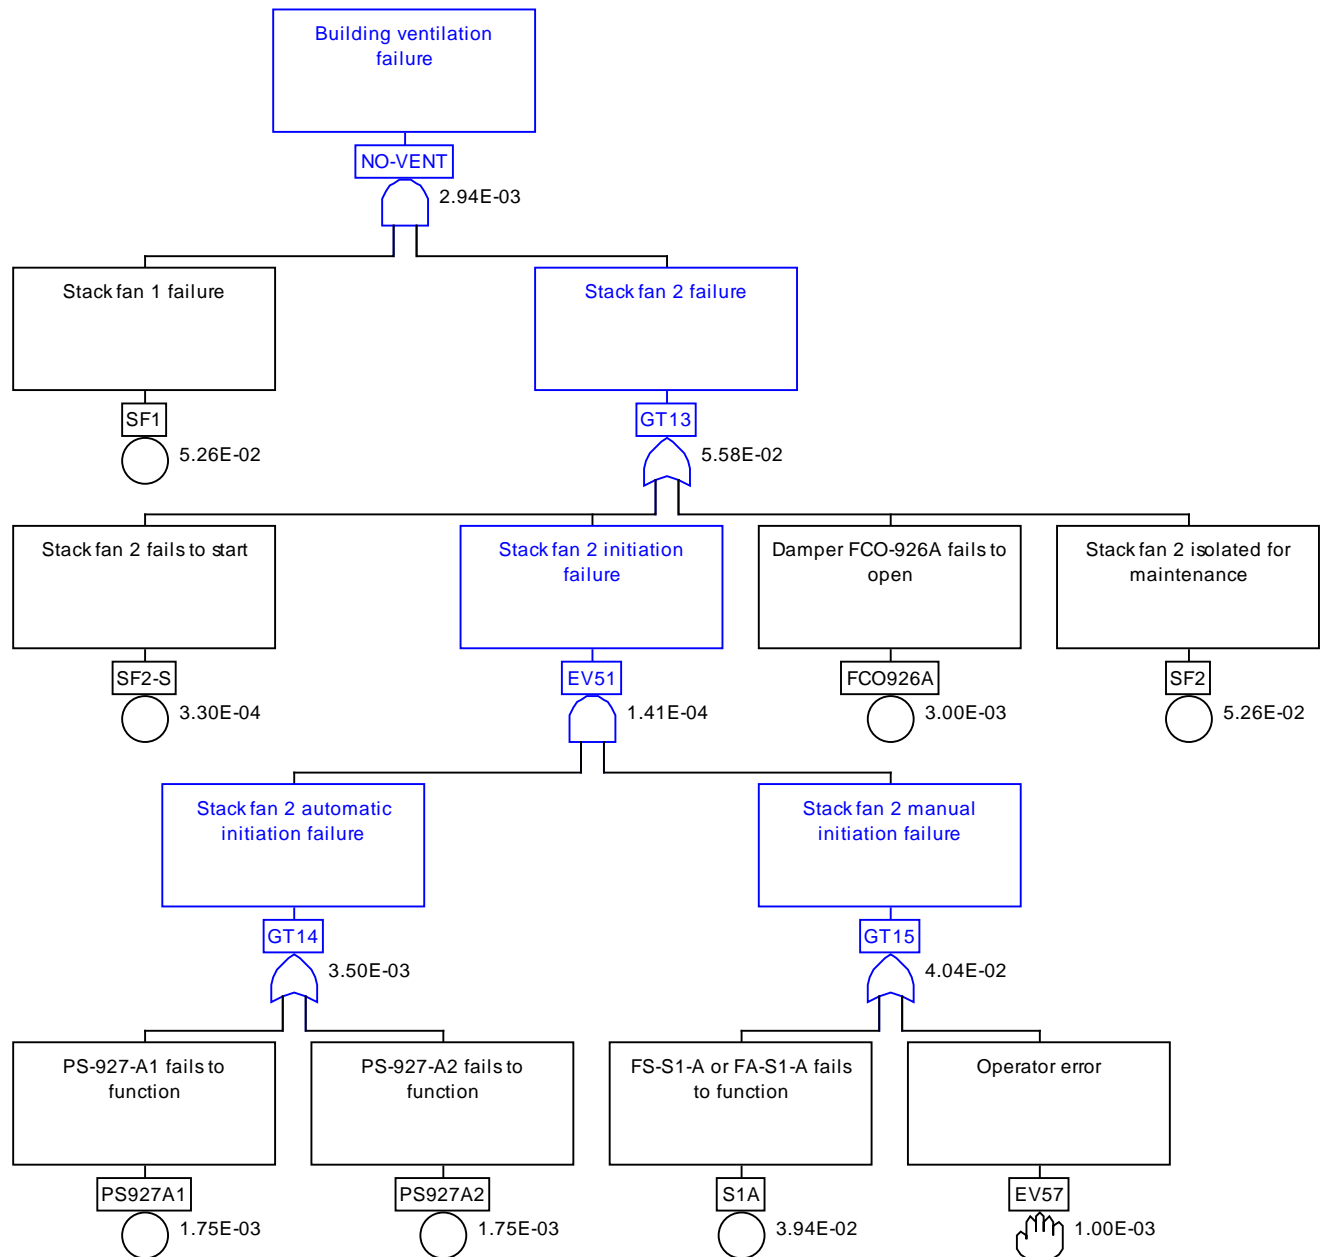 Building ventilation
failure
NO-VENT
2.94E-03
Stack fan 1 failure
Stack fan 2 failure
SF1
5.26E-02
GT13
5.58E-02
Stack fan 2 fails to start
Stack fan 2 initiation
failure
Damper FCO-926A fails to
open
Stack fan 2 isolated for
maintenance
SF2-S
3.30E-04
EV51
1.41E-04
FCO926A
3.00E-03
SF2
5.26E-02
Stack fan 2 automatic
initiation failure
Stack fan 2 manual
initiation failure
GT14
3.50E-03
GT15
4.04E-02
PS-927-A1 fails to
function
PS-927-A2 fails to
function
FS-S1-A or FA-S1-A fails
to function
Operator error
PS927A1
1.75E-03
PS927A2
1.75E-03
S1A
3.94E-02
EV57
1.00E-03